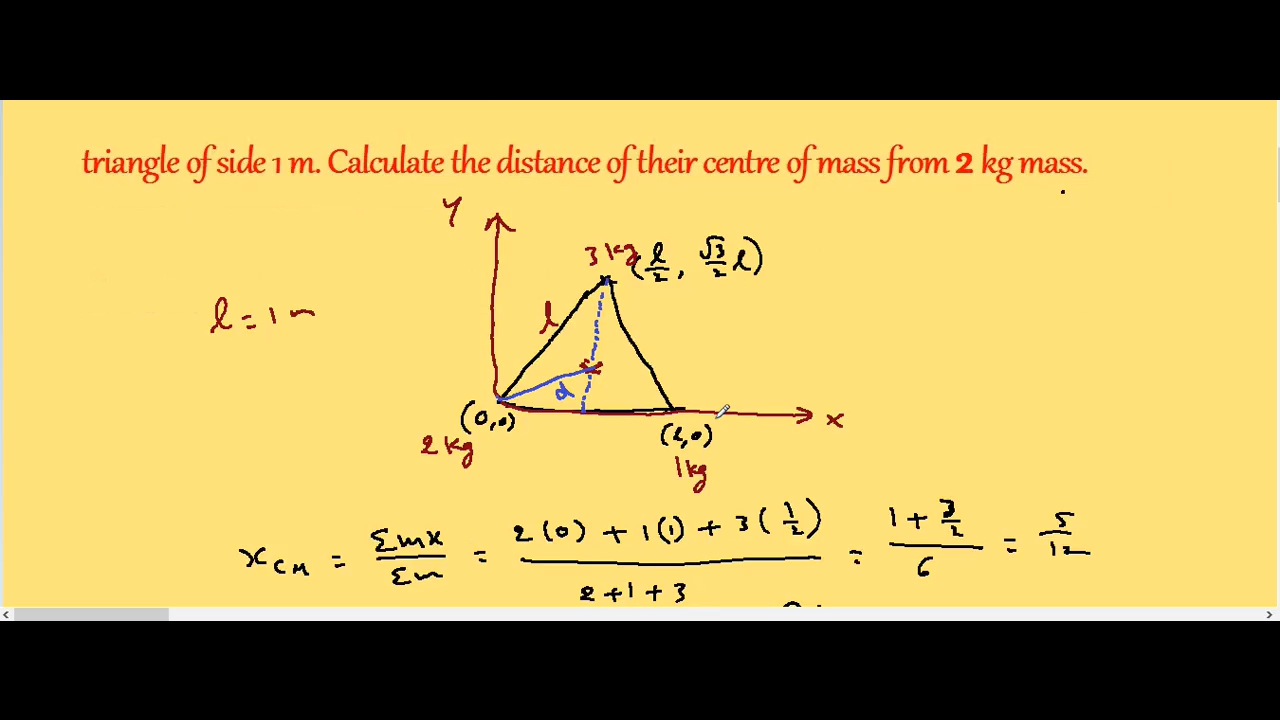 triangle of side 1 m. Calculate the distance of their centre of mass from 2 kg mass.
Y
3 kg (l/2, √3/2 l)
l = 1 m
l
d
(0,0)
x
2 kg
(l,0)
1 kg
x_CM = Σmx/Σm = (2(0) + 1(1) + 3(1/2))/(2+1+3) = (1 + 3/2)/6 = 5/12